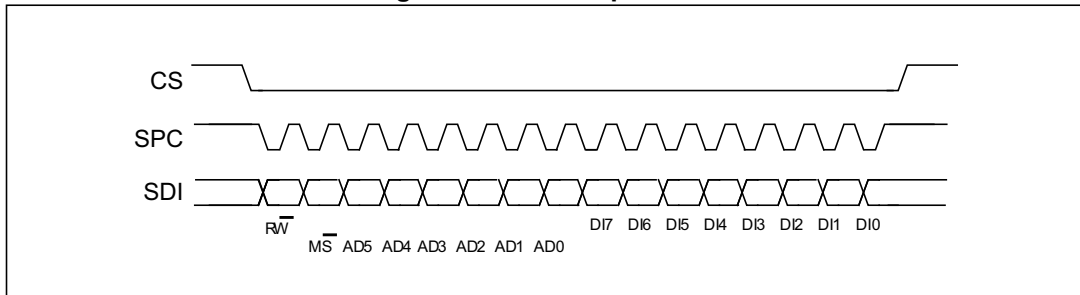 CS
SPC
SDI
RW̅ DI7 DI6 DI5 DI4 DI3 DI2 DI1 DI0
MS̅ AD5 AD4 AD3 AD2 AD1 AD0